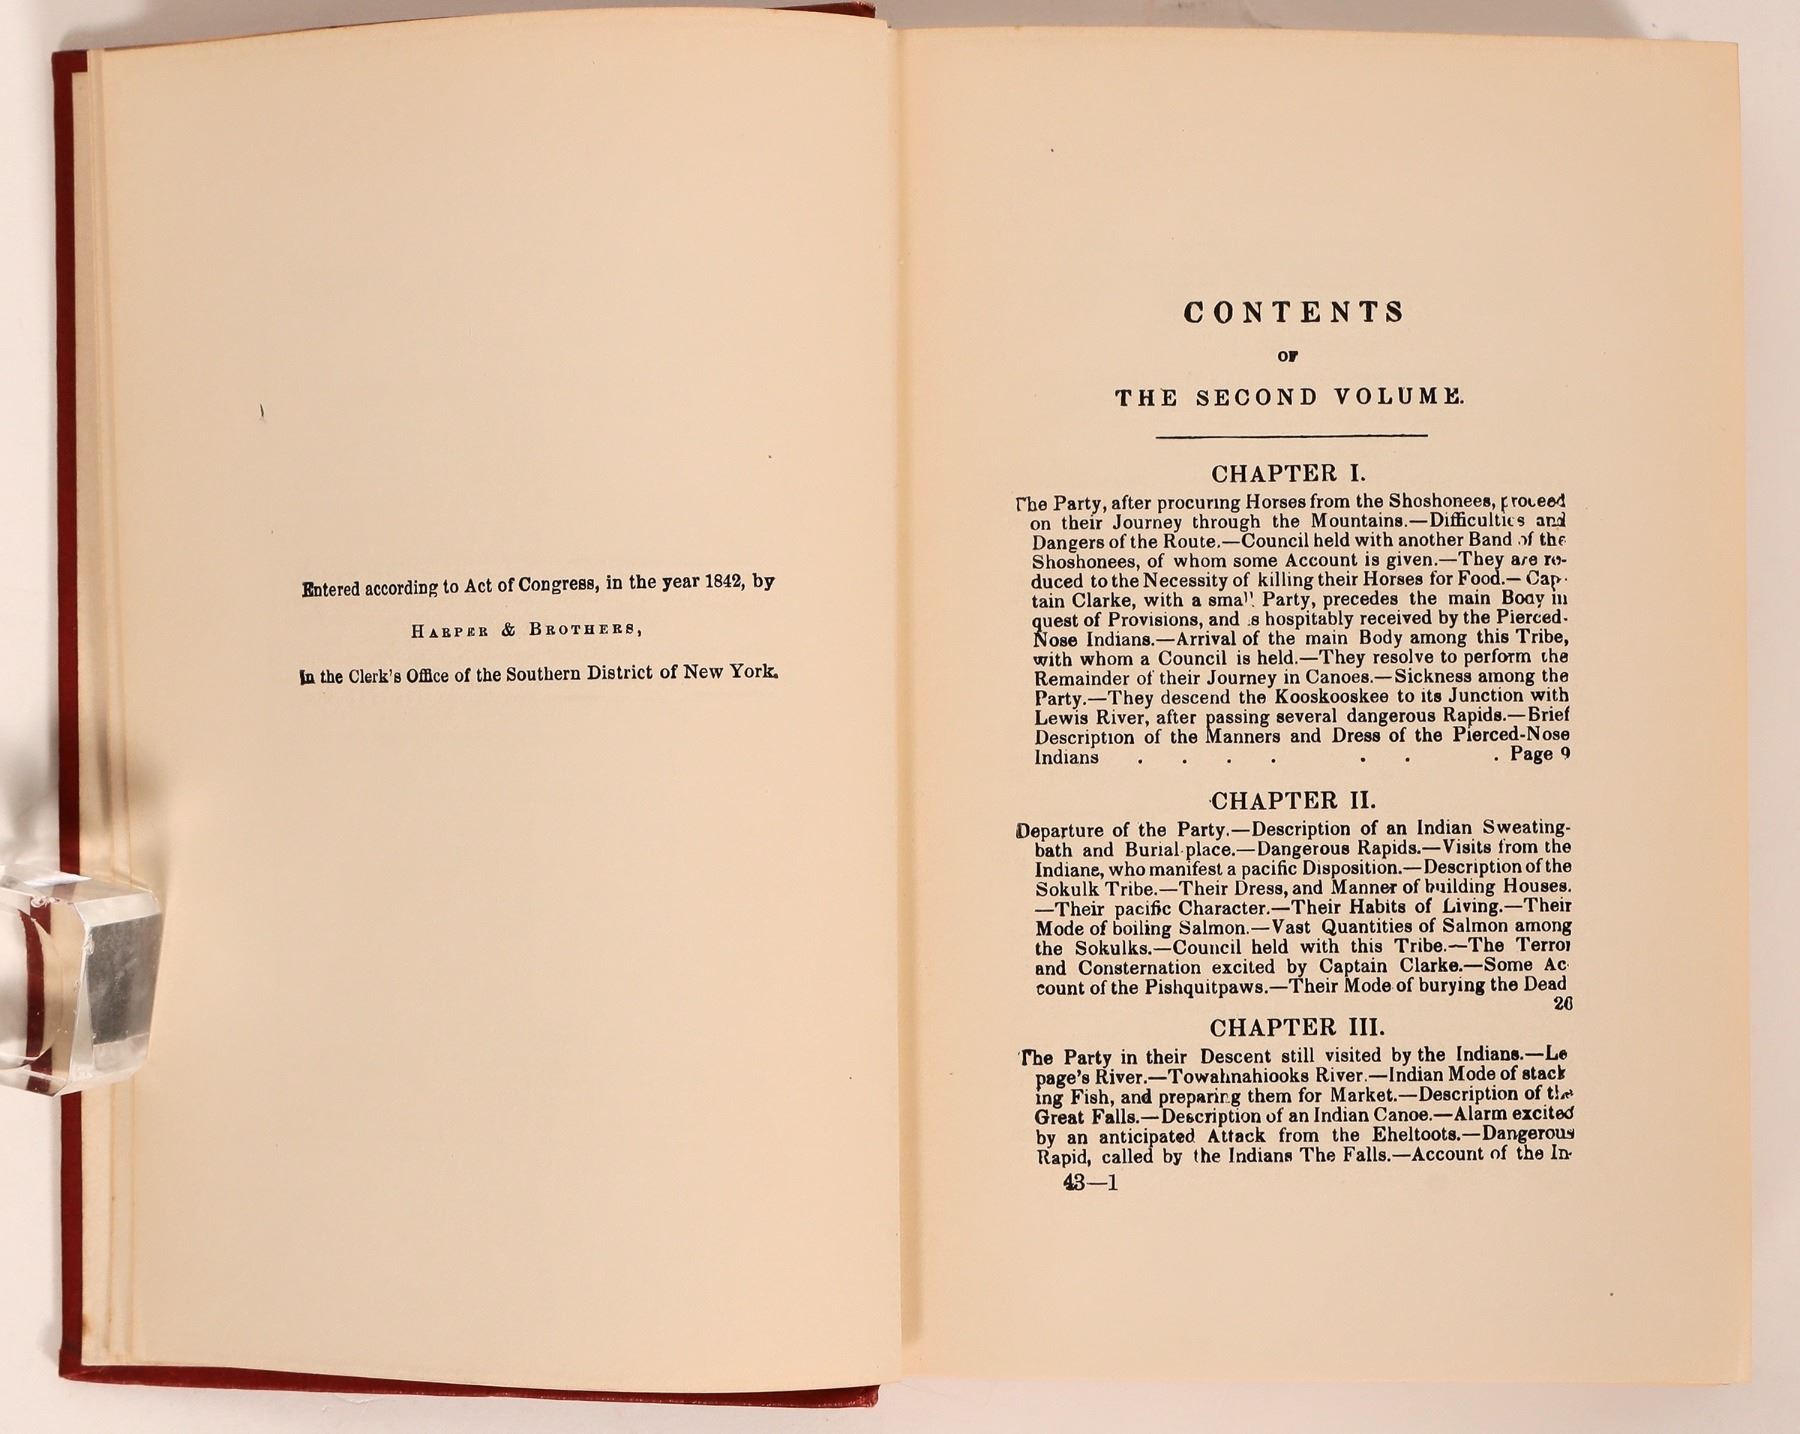 Entered according to Act of Congress, in the year 1842, by
HARPER & BROTHERS,
In the Clerk's Office of the Southern District of New York.
CONTENTS
OF
THE SECOND VOLUME.
CHAPTER I.
The Party, after procuring Horses from the Shoshonees, proceed
on their Journey through the Mountains.—Difficulties and
Dangers of the Route.—Council held with another Band of the
Shoshonees, of whom some Account is given.—They are re-
duced to the Necessity of killing their Horses for Food.—Cap-
tain Clarke, with a small Party, precedes the main Body in
quest of Provisions, and is hospitably received by the Pierced-
Nose Indians.—Arrival of the main Body among this Tribe,
with whom a Council is held.—They resolve to perform the
Remainder of their Journey in Canoes.—Sickness among the
Party.—They descend the Kooskooskee to its Junction with
Lewis River, after passing several dangerous Rapids.—Brief
Description of the Manners and Dress of the Pierced-Nose
Indians . . . . . . . Page 9
CHAPTER II.
Departure of the Party.—Description of an Indian Sweating-
bath and Burial-place.—Dangerous Rapids.—Visits from the
Indians, who manifest a pacific Disposition.—Description of the
Sokulk Tribe.—Their Dress, and Manner of building Houses.
—Their pacific Character.—Their Habits of Living.—Their
Mode of boiling Salmon.—Vast Quantities of Salmon among
the Sokulks.—Council held with this Tribe.—The Terror
and Consternation excited by Captain Clarke.—Some Ac
count of the Pishquitpaws.—Their Mode of burying the Dead
26
CHAPTER III.
The Party in their Descent still visited by the Indians.—Le
page's River.—Towahnahiooks River.—Indian Mode of stack
ing Fish, and preparing them for Market.—Description of the
Great Falls.—Description of an Indian Canoe.—Alarm excited
by an anticipated Attack from the Eheltoots.—Dangerous
Rapid, called by the Indians The Falls.—Account of the In-
43—1